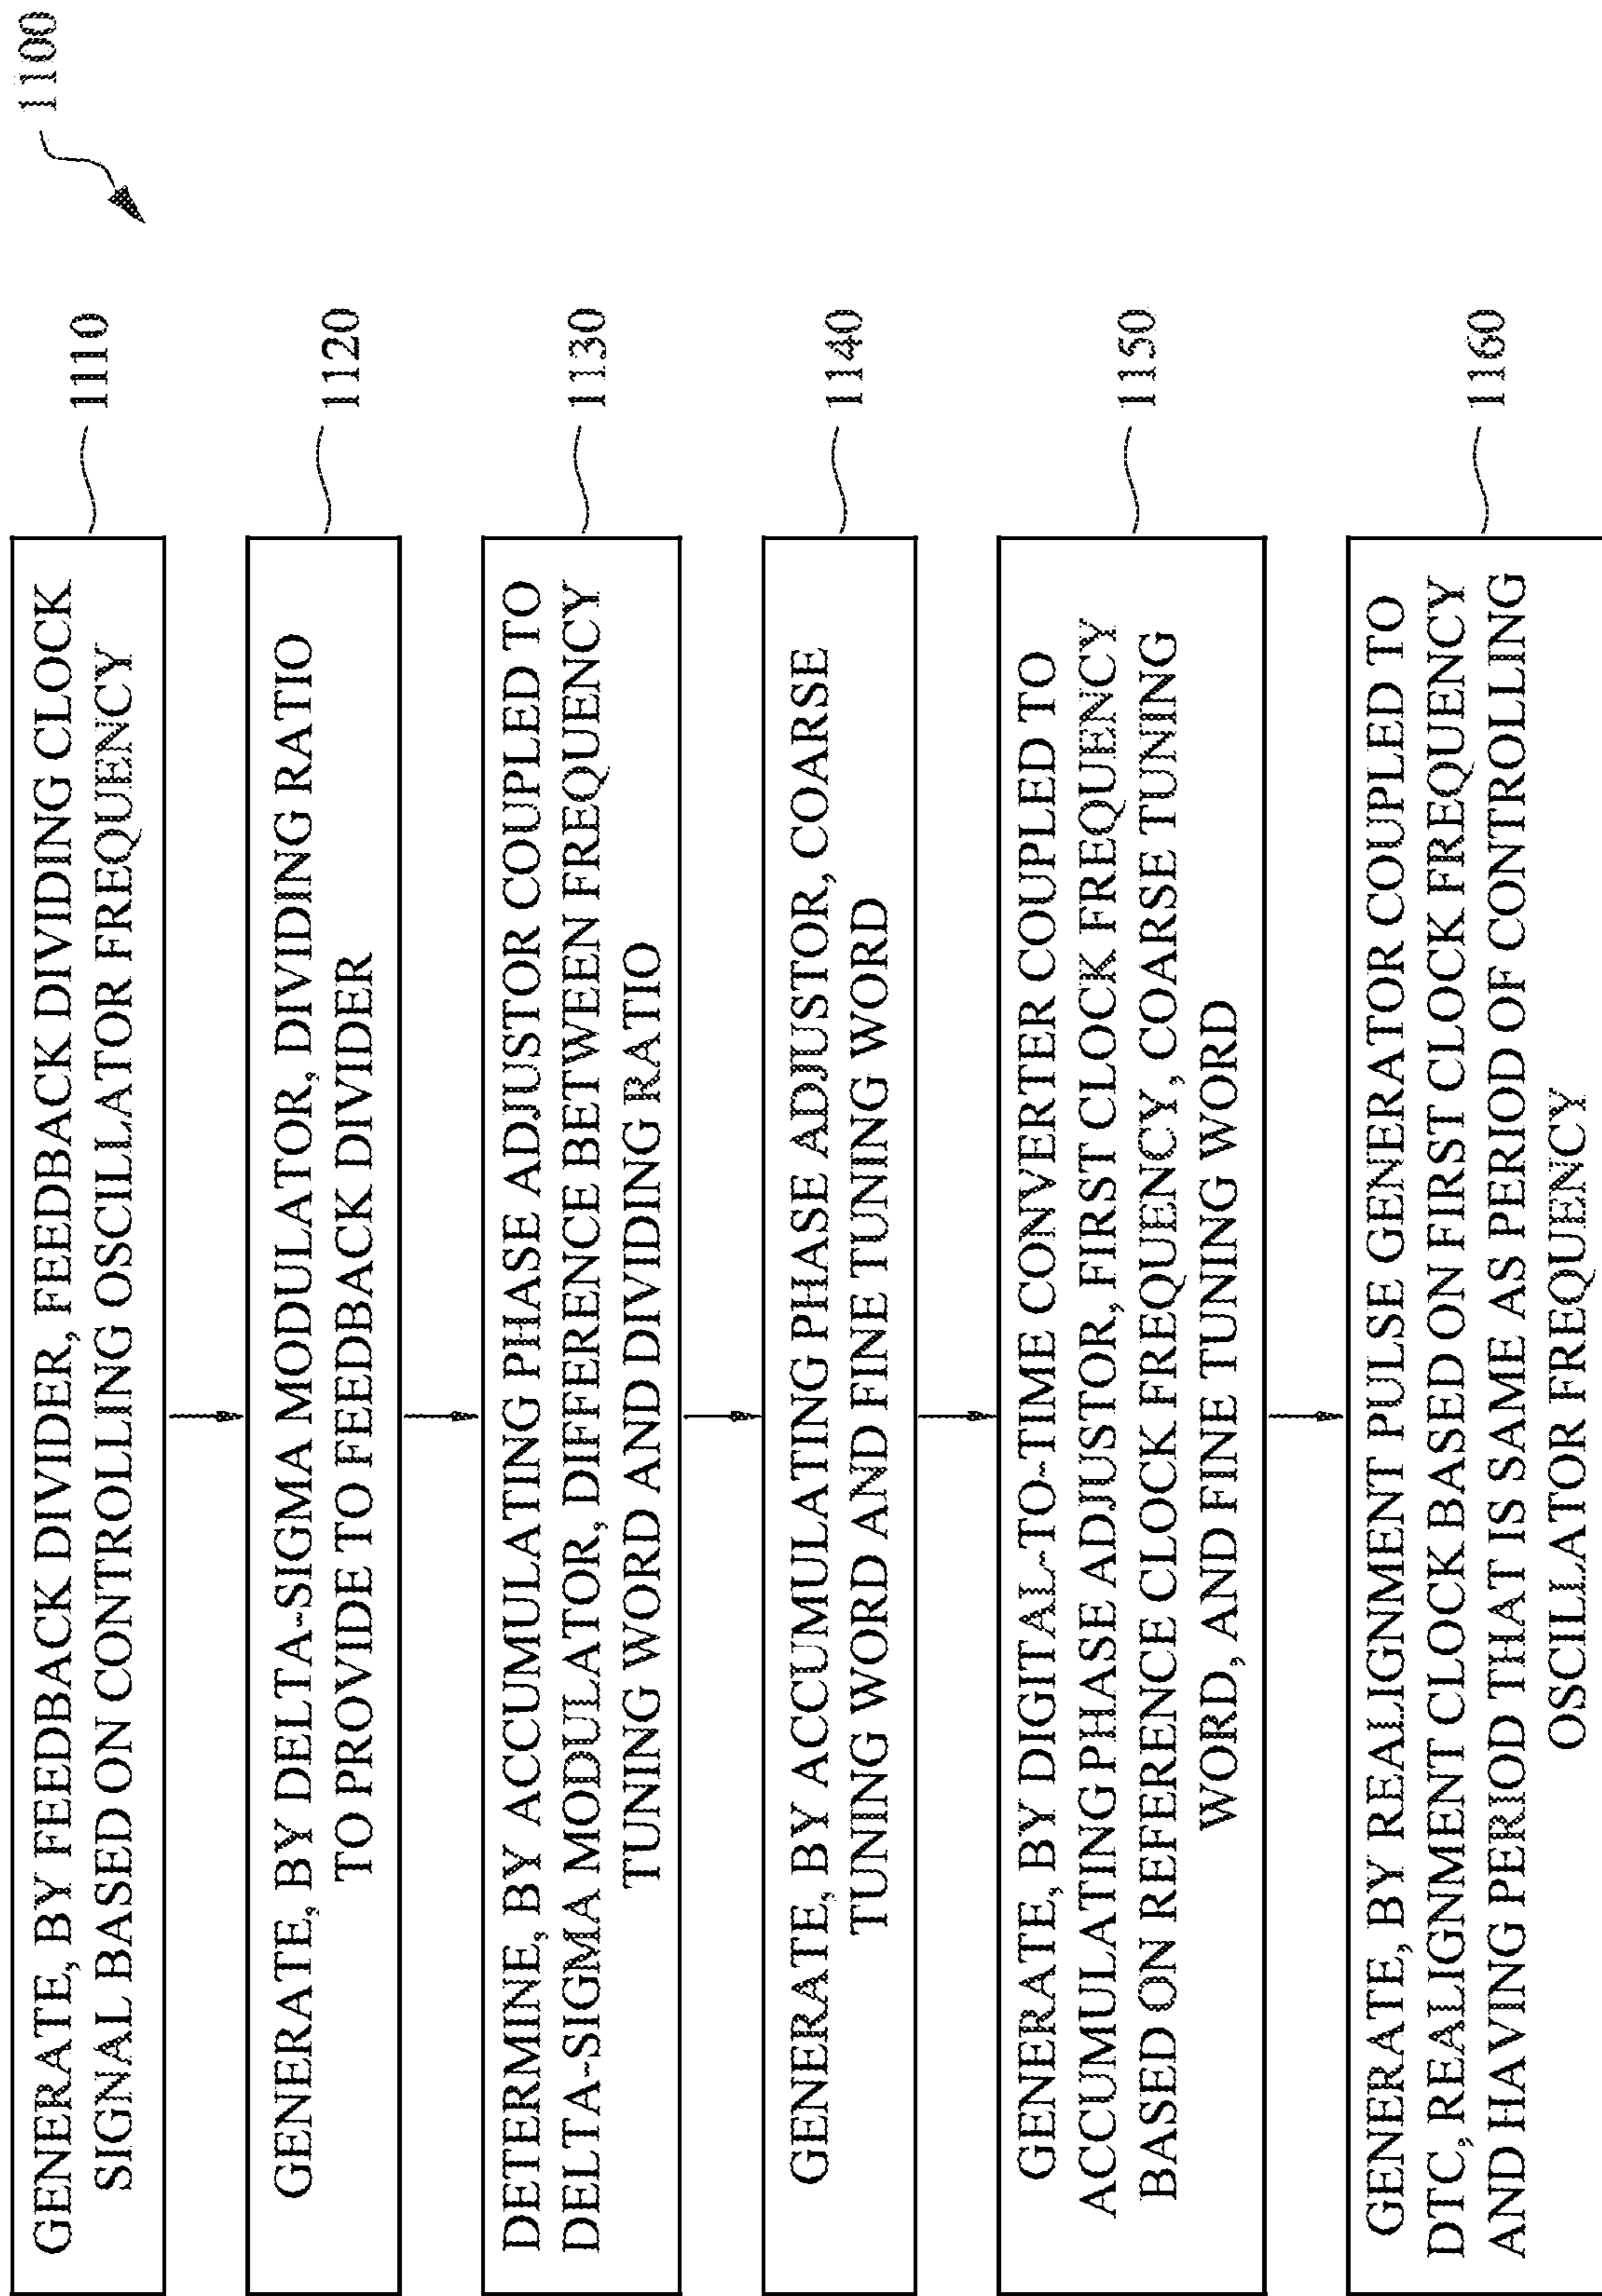 1100
GENERATE, BY FEEDBACK DIVIDER, FEEDBACK DIVIDING CLOCK
SIGNAL BASED ON CONTROLLING OSCILLATOR FREQUENCY
1110
GENERATE, BY DELTA-SIGMA MODULATOR, DIVIDING RATIO
TO PROVIDE TO FEEDBACK DIVIDER
1120
DETERMINE, BY ACCUMULATING PHASE ADJUSTOR COUPLED TO
DELTA-SIGMA MODULATOR, DIFFERENCE BETWEEN FREQUENCY
TUNING WORD AND DIVIDING RATIO
1130
GENERATE, BY ACCUMULATING PHASE ADJUSTOR, COARSE
TUNING WORD AND FINE TUNING WORD
1140
GENERATE, BY DIGITAL-TO-TIME CONVERTER COUPLED TO
ACCUMULATING PHASE ADJUSTOR, FIRST CLOCK FREQUENCY
BASED ON REFERENCE CLOCK FREQUENCY, COARSE TUNING
WORD, AND FINE TUNING WORD
1150
GENERATE, BY REALIGNMENT PULSE GENERATOR COUPLED TO
DTC, REALIGNMENT CLOCK BASED ON FIRST CLOCK FREQUENCY
AND HAVING PERIOD THAT IS SAME AS PERIOD OF CONTROLLING
OSCILLATOR FREQUENCY
1160